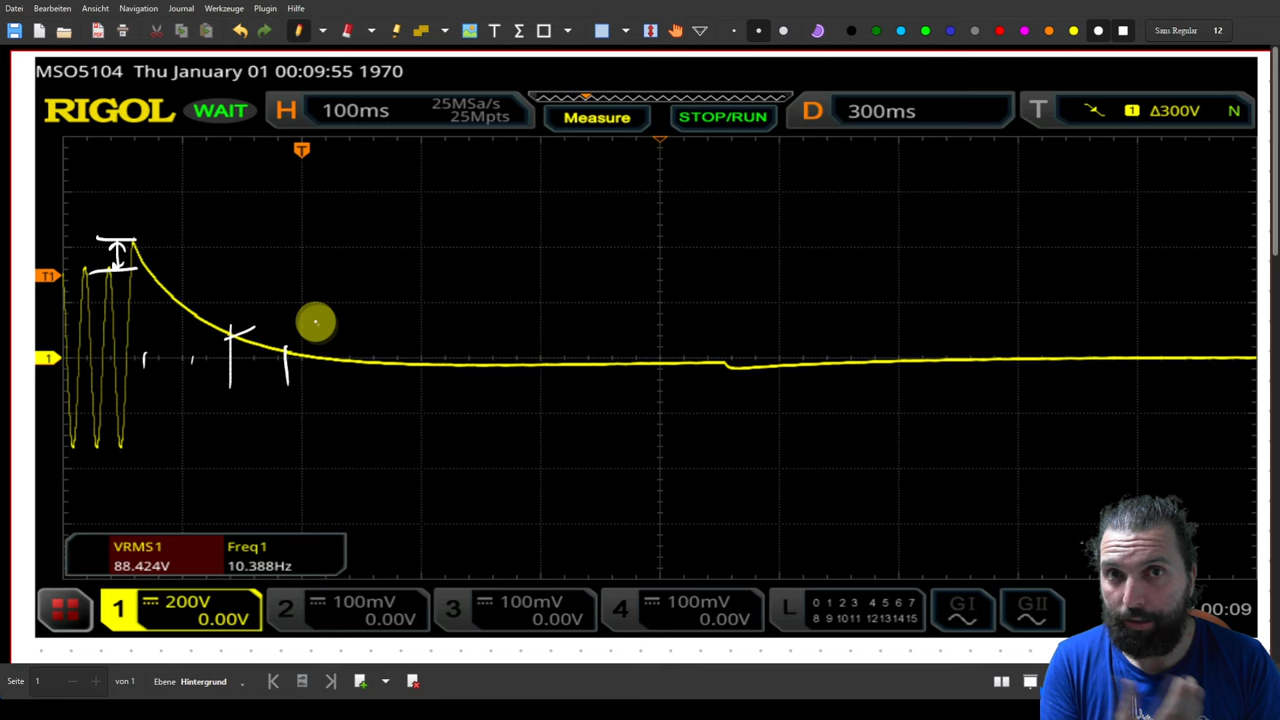 Datei Bearbeiten Ansicht Navigation Journal Werkzeuge Plugin Hilfe
Sans Regular 12
MSO5104 Thu January 01 00:09:55 1970
RIGOL WAIT H 100ms 25MSa/s 25Mpts Measure STOP/RUN D 300ms T 1 Δ300V N
T
T1
1
VRMS1 Freq1
88.424V 10.388Hz
1 200V 0.00V 2 100mV 0.00V 3 100mV 0.00V 4 100mV 0.00V L 0 1 2 3 4 5 6 7 8 9 10 11 12 13 14 15 GI GII 00:09
Seite 1 von 1 Ebene Hintergrund